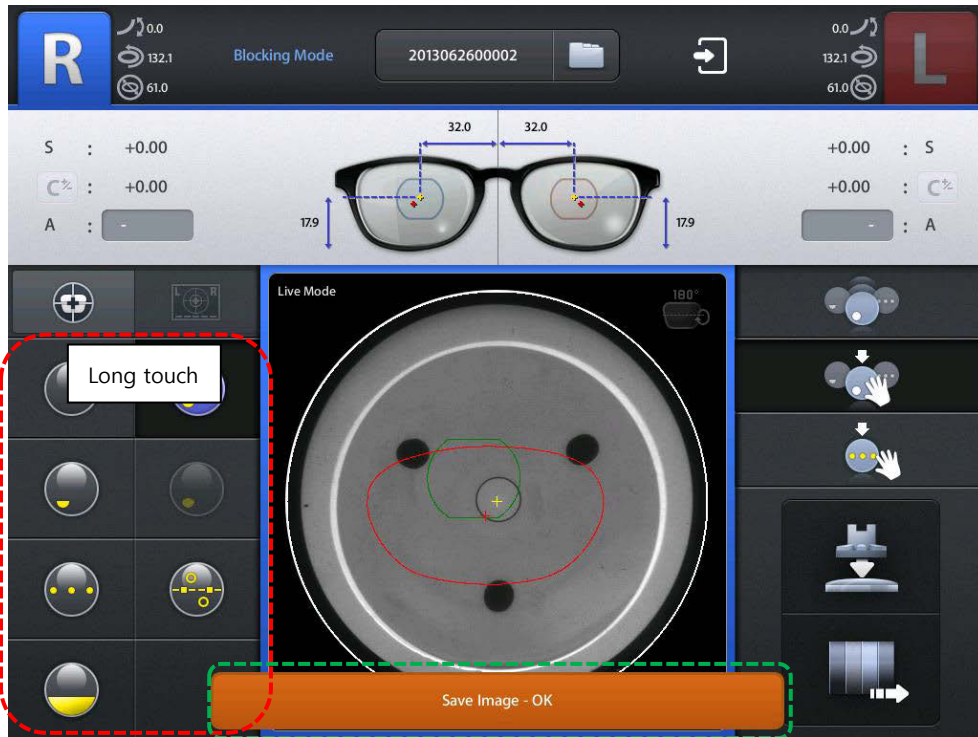 R
0.0
132.1
61.0
Blocking Mode
2013062600002
0.0
132.1
61.0
L
S : +0.00
C+/- : +0.00
A : -
32.0 32.0
17.9
17.9
+0.00 : S
+0.00 : C+/-
- : A
L R
Live Mode
180°
Long touch
Save Image - OK